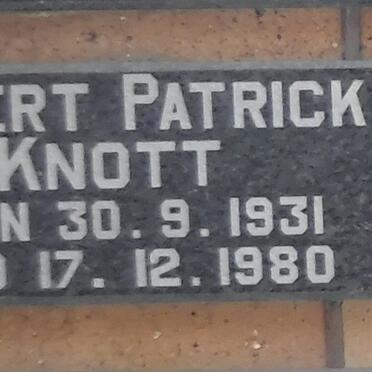 ERT PATRICK
KNOTT
N 30.9.1931
D 17.12.1980